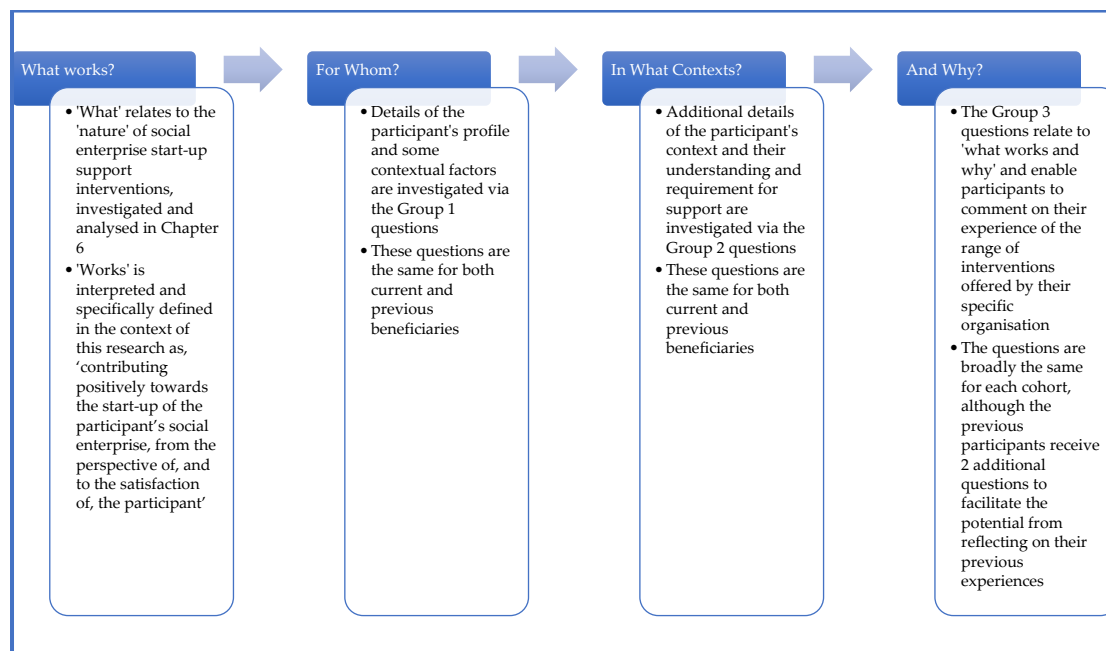 What works?
• 'What' relates to the
'nature' of social
enterprise start-up
support
interventions,
investigated and
analysed in Chapter
6
• 'Works' is
interpreted and
specifically defined
in the context of
this research as,
‘contributing
positively towards
the start-up of the
participant’s social
enterprise, from the
perspective of, and
to the satisfaction
of, the participant’
For Whom?
• Details of the
participant's profile
and some
contextual factors
are investigated via
the Group 1
questions
• These questions are
the same for both
current and
previous
beneficiaries
In What Contexts?
• Additional details
of the participant's
context and their
understanding and
requirement for
support are
investigated via the
Group 2 questions
• These questions are
the same for both
current and
previous
beneficiaries
And Why?
• The Group 3
questions relate to
'what works and
why' and enable
participants to
comment on their
experience of the
range of
interventions
offered by their
specific
organisation
• The questions are
broadly the same
for each cohort,
although the
previous
participants receive
2 additional
questions to
facilitate the
potential from
reflecting on their
previous
experiences